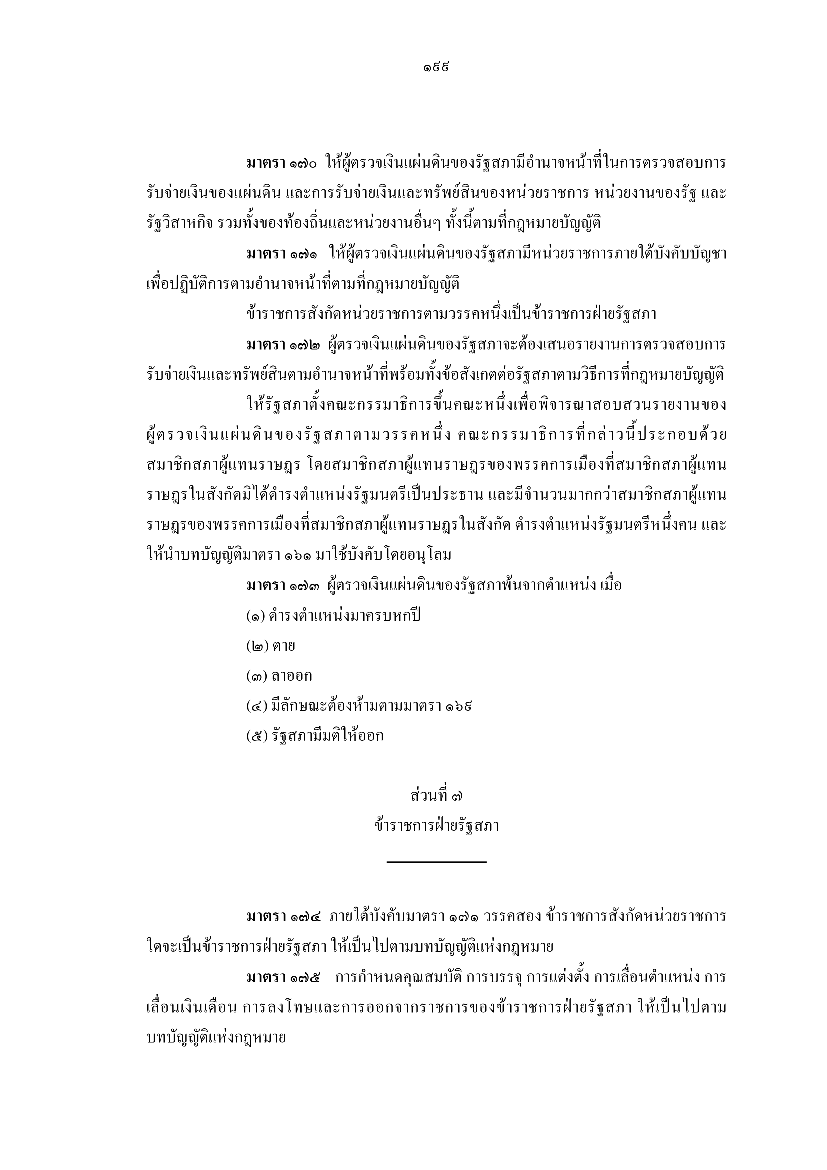 ๑๙๙
มาตรา ๑๗๐ ให้ผู้ตรวจเงินแผ่นดินของรัฐสภามีอำนาจหน้าที่ในการตรวจสอบการ
รับจ่ายเงินของแผ่นดิน และการรับจ่ายเงินและทรัพย์สินของหน่วยราชการ หน่วยงานของรัฐ และ
รัฐวิสาหกิจ รวมทั้งของท้องถิ่นและหน่วยงานอื่นๆ ทั้งนี้ตามที่กฎหมายบัญญัติ
มาตรา ๑๗๑ ให้ผู้ตรวจเงินแผ่นดินของรัฐสภามีหน่วยราชการภายใต้บังคับบัญชา
เพื่อปฏิบัติการตามอำนาจหน้าที่ตามที่กฎหมายบัญญัติ
ข้าราชการสังกัดหน่วยราชการตามวรรคหนึ่งเป็นข้าราชการฝ่ายรัฐสภา
มาตรา ๑๗๒ ผู้ตรวจเงินแผ่นดินของรัฐสภาจะต้องเสนอรายงานการตรวจสอบการ
รับจ่ายเงินและทรัพย์สินตามอำนาจหน้าที่พร้อมทั้งข้อสังเกตต่อรัฐสภาตามวิธีการที่กฎหมายบัญญัติ
ให้รัฐสภาตั้งคณะกรรมาธิการขึ้นคณะหนึ่งเพื่อพิจารณาสอบสวนรายงานของ
ผู้ตรวจเงินแผ่นดินของรัฐสภาตามวรรคหนึ่ง คณะกรรมาธิการที่กล่าวนี้ประกอบด้วย
สมาชิกสภาผู้แทนราษฎร โดยสมาชิกสภาผู้แทนราษฎรของพรรคการเมืองที่สมาชิกสภาผู้แทน
ราษฎรในสังกัดมิได้ดำรงตำแหน่งรัฐมนตรีเป็นประธาน และมีจำนวนมากกว่าสมาชิกสภาผู้แทน
ราษฎรของพรรคการเมืองที่สมาชิกสภาผู้แทนราษฎรในสังกัด ดำรงตำแหน่งรัฐมนตรีหนึ่งคน และ
ให้นำบทบัญญัติมาตรา ๑๖๑ มาใช้บังคับโดยอนุโลม
มาตรา ๑๗๓ ผู้ตรวจเงินแผ่นดินของรัฐสภาพ้นจากตำแหน่ง เมื่อ
(๑) ดำรงตำแหน่งมาครบหกปี
(๒) ตาย
(๓) ลาออก
(๔) มีลักษณะต้องห้ามตามมาตรา ๑๖๙
(๕) รัฐสภามีมติให้ออก
ส่วนที่ ๗
ข้าราชการฝ่ายรัฐสภา
มาตรา ๑๗๔ ภายใต้บังคับมาตรา ๑๗๑ วรรคสอง ข้าราชการสังกัดหน่วยราชการ
ใดจะเป็นข้าราชการฝ่ายรัฐสภา ให้เป็นไปตามบทบัญญัติแห่งกฎหมาย
มาตรา ๑๗๕ การกำหนดคุณสมบัติ การบรรจุ การแต่งตั้ง การเลื่อนตำแหน่ง การ
เลื่อนเงินเดือน การลงโทษและการออกจากราชการของข้าราชการฝ่ายรัฐสภา ให้เป็นไปตาม
บทบัญญัติแห่งกฎหมาย